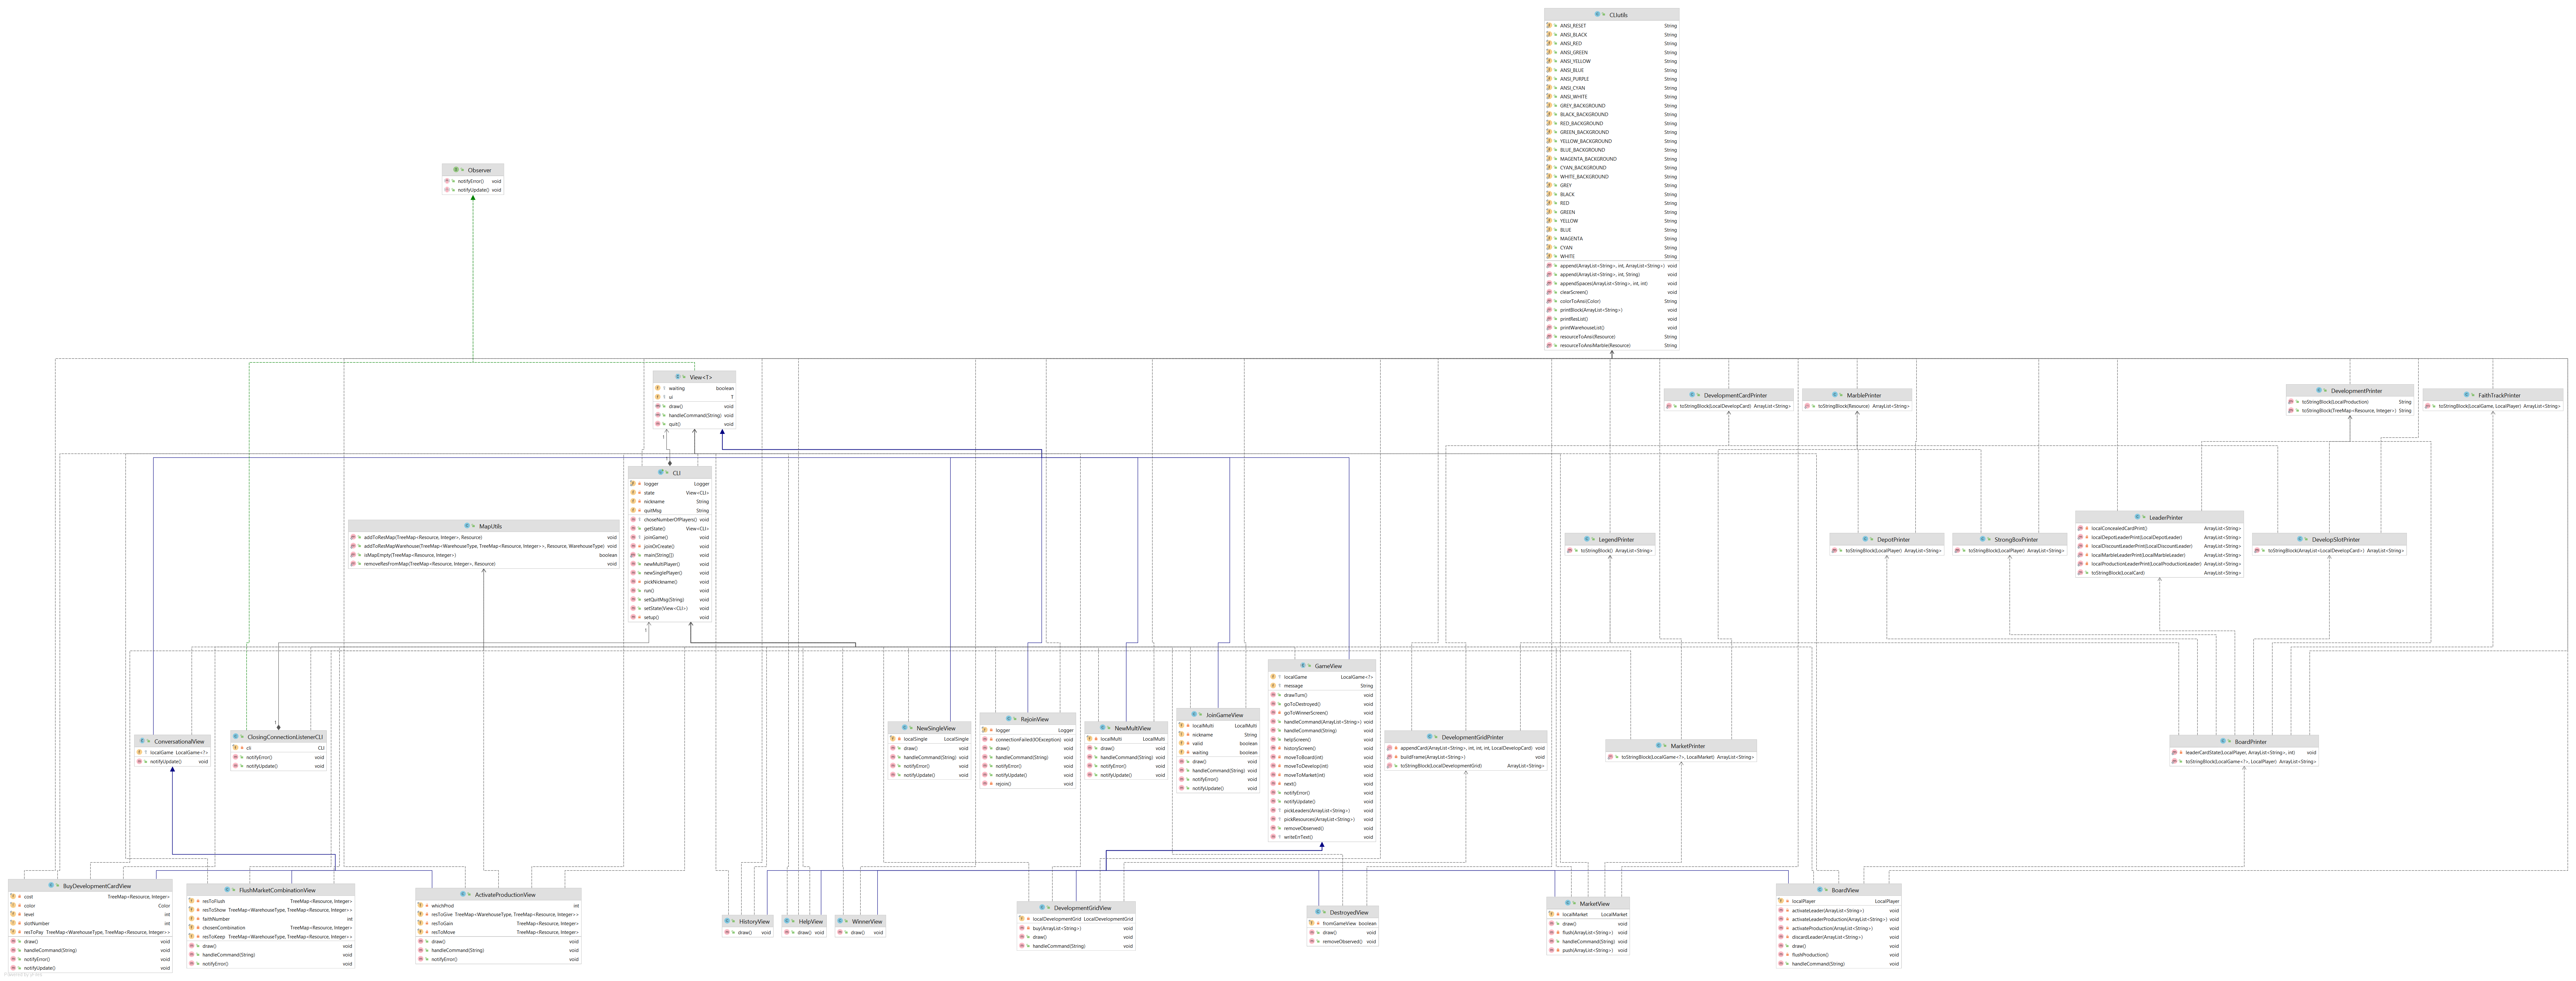 CLIutils
ANSI_RESET String
ANSI_BLACK String
ANSI_RED String
ANSI_GREEN String
ANSI_YELLOW String
ANSI_BLUE String
ANSI_PURPLE String
ANSI_CYAN String
ANSI_WHITE String
GREY_BACKGROUND String
BLACK_BACKGROUND String
RED_BACKGROUND String
GREEN_BACKGROUND String
YELLOW_BACKGROUND String
BLUE_BACKGROUND String
MAGENTA_BACKGROUND String
CYAN_BACKGROUND String
WHITE_BACKGROUND String
GREY String
BLACK String
RED String
GREEN String
YELLOW String
BLUE String
MAGENTA String
CYAN String
WHITE String
append(ArrayList<String>, int, ArrayList<String>) void
append(ArrayList<String>, int, String) void
appendSpaces(ArrayList<String>, int, int) void
clearScreen() void
colorToAnsi(Color) String
printBlock(ArrayList<String>) void
printResList() void
printWarehouseList() void
resourceToAnsi(Resource) String
resourceToAnsiMarble(Resource) String
Observer
notifyError() void
notifyUpdate() void
View<T>
waiting boolean
ui T
draw() void
handleCommand(String) void
quit() void
DevelopmentCardPrinter
toStringBlock(LocalDevelopCard) ArrayList<String>
MarblePrinter
toStringBlock(Resource) ArrayList<String>
DevelopmentPrinter
toStringBlock(LocalProduction) String
toStringBlock(TreeMap<Resource, Integer>) String
FaithTrackPrinter
toStringBlock(LocalGame, LocalPlayer) ArrayList<String>
1
CLI
logger Logger
state View<CLI>
nickname String
quitMsg String
choseNumberOfPlayers() void
getState() View<CLI>
joinGame() void
joinOrCreate() void
main(String[]) void
newMultiPlayer() void
newSinglePlayer() void
pickNickname() void
run() void
setQuitMsg(String) void
setState(View<CLI>) void
setup() void
1
MapUtils
addToResMap(TreeMap<Resource, Integer>, Resource) void
addToResMapWarehouse(TreeMap<WarehouseType, TreeMap<Resource, Integer>>, Resource, WarehouseType) void
isMapEmpty(TreeMap<Resource, Integer>) boolean
removeResFromMap(TreeMap<Resource, Integer>, Resource) void
LegendPrinter
toStringBlock() ArrayList<String>
DepotPrinter
toStringBlock(LocalPlayer) ArrayList<String>
StrongBoxPrinter
toStringBlock(LocalPlayer) ArrayList<String>
LeaderPrinter
localConcealedCardPrint() ArrayList<String>
localDepotLeaderPrint(LocalDepotLeader) ArrayList<String>
localDiscountLeaderPrint(LocalDiscountLeader) ArrayList<String>
localMarbleLeaderPrint(LocalMarbleLeader) ArrayList<String>
localProductionLeaderPrint(LocalProductionLeader) ArrayList<String>
toStringBlock(LocalCard) ArrayList<String>
DevelopSlotPrinter
toStringBlock(ArrayList<LocalDevelopCard>) ArrayList<String>
ConversationalView
localGame LocalGame<?>
notifyUpdate() void
1
ClosingConnectionListenerCLI
cli CLI
notifyError() void
notifyUpdate() void
NewSingleView
localSingle LocalSingle
draw() void
handleCommand(String) void
notifyError() void
notifyUpdate() void
RejoinView
logger Logger
connectionFailed(IOException) void
draw() void
handleCommand(String) void
notifyError() void
notifyUpdate() void
rejoin() void
NewMultiView
localMulti LocalMulti
draw() void
handleCommand(String) void
notifyError() void
notifyUpdate() void
JoinGameView
localMulti LocalMulti
nickname String
valid boolean
waiting boolean
draw() void
handleCommand(String) void
notifyError() void
notifyUpdate() void
GameView
localGame LocalGame<?>
message String
drawTurn() void
goToDestroyed() void
goToWinnerScreen() void
handleCommand(ArrayList<String>) void
handleCommand(String) void
helpScreen() void
historyScreen() void
moveToBoard(int) void
moveToDevelop(int) void
moveToMarket(int) void
next() void
notifyError() void
notifyUpdate() void
pickLeaders(ArrayList<String>) void
pickResources(ArrayList<String>) void
removeObserved() void
writeErrText() void
DevelopmentGridPrinter
appendCard(ArrayList<String>, int, int, int, LocalDevelopCard) void
buildFrame(ArrayList<String>) void
toStringBlock(LocalDevelopmentGrid) ArrayList<String>
MarketPrinter
toStringBlock(LocalGame<?>, LocalMarket) ArrayList<String>
BoardPrinter
leaderCardState(LocalPlayer, ArrayList<String>, int) void
toStringBlock(LocalGame<?>, LocalPlayer) ArrayList<String>
BuyDevelopmentCardView
cost TreeMap<Resource, Integer>
color Color
level int
slotNumber int
resToPay TreeMap<WarehouseType, TreeMap<Resource, Integer>>
draw() void
handleCommand(String) void
notifyError() void
notifyUpdate() void
FlushMarketCombinationView
resToFlush TreeMap<Resource, Integer>
resToShow TreeMap<WarehouseType, TreeMap<Resource, Integer>>
faithNumber int
chosenCombination TreeMap<Resource, Integer>
resToKeep TreeMap<WarehouseType, TreeMap<Resource, Integer>>
draw() void
handleCommand(String) void
notifyError() void
ActivateProductionView
whichProd int
resToGive TreeMap<WarehouseType, TreeMap<Resource, Integer>>
resToGain TreeMap<Resource, Integer>
resToMove TreeMap<Resource, Integer>
draw() void
handleCommand(String) void
notifyError() void
HistoryView
draw() void
HelpView
draw() void
WinnerView
draw() void
DevelopmentGridView
localDevelopmentGrid LocalDevelopmentGrid
buy(ArrayList<String>) void
draw() void
handleCommand(String) void
DestroyedView
fromGameView boolean
draw() void
removeObserved() void
MarketView
localMarket LocalMarket
draw() void
flush(ArrayList<String>) void
handleCommand(String) void
push(ArrayList<String>) void
BoardView
localPlayer LocalPlayer
activateLeader(ArrayList<String>) void
activateLeaderProduction(ArrayList<String>) void
activateProduction(ArrayList<String>) void
discardLeader(ArrayList<String>) void
draw() void
flushProduction() void
handleCommand(String) void